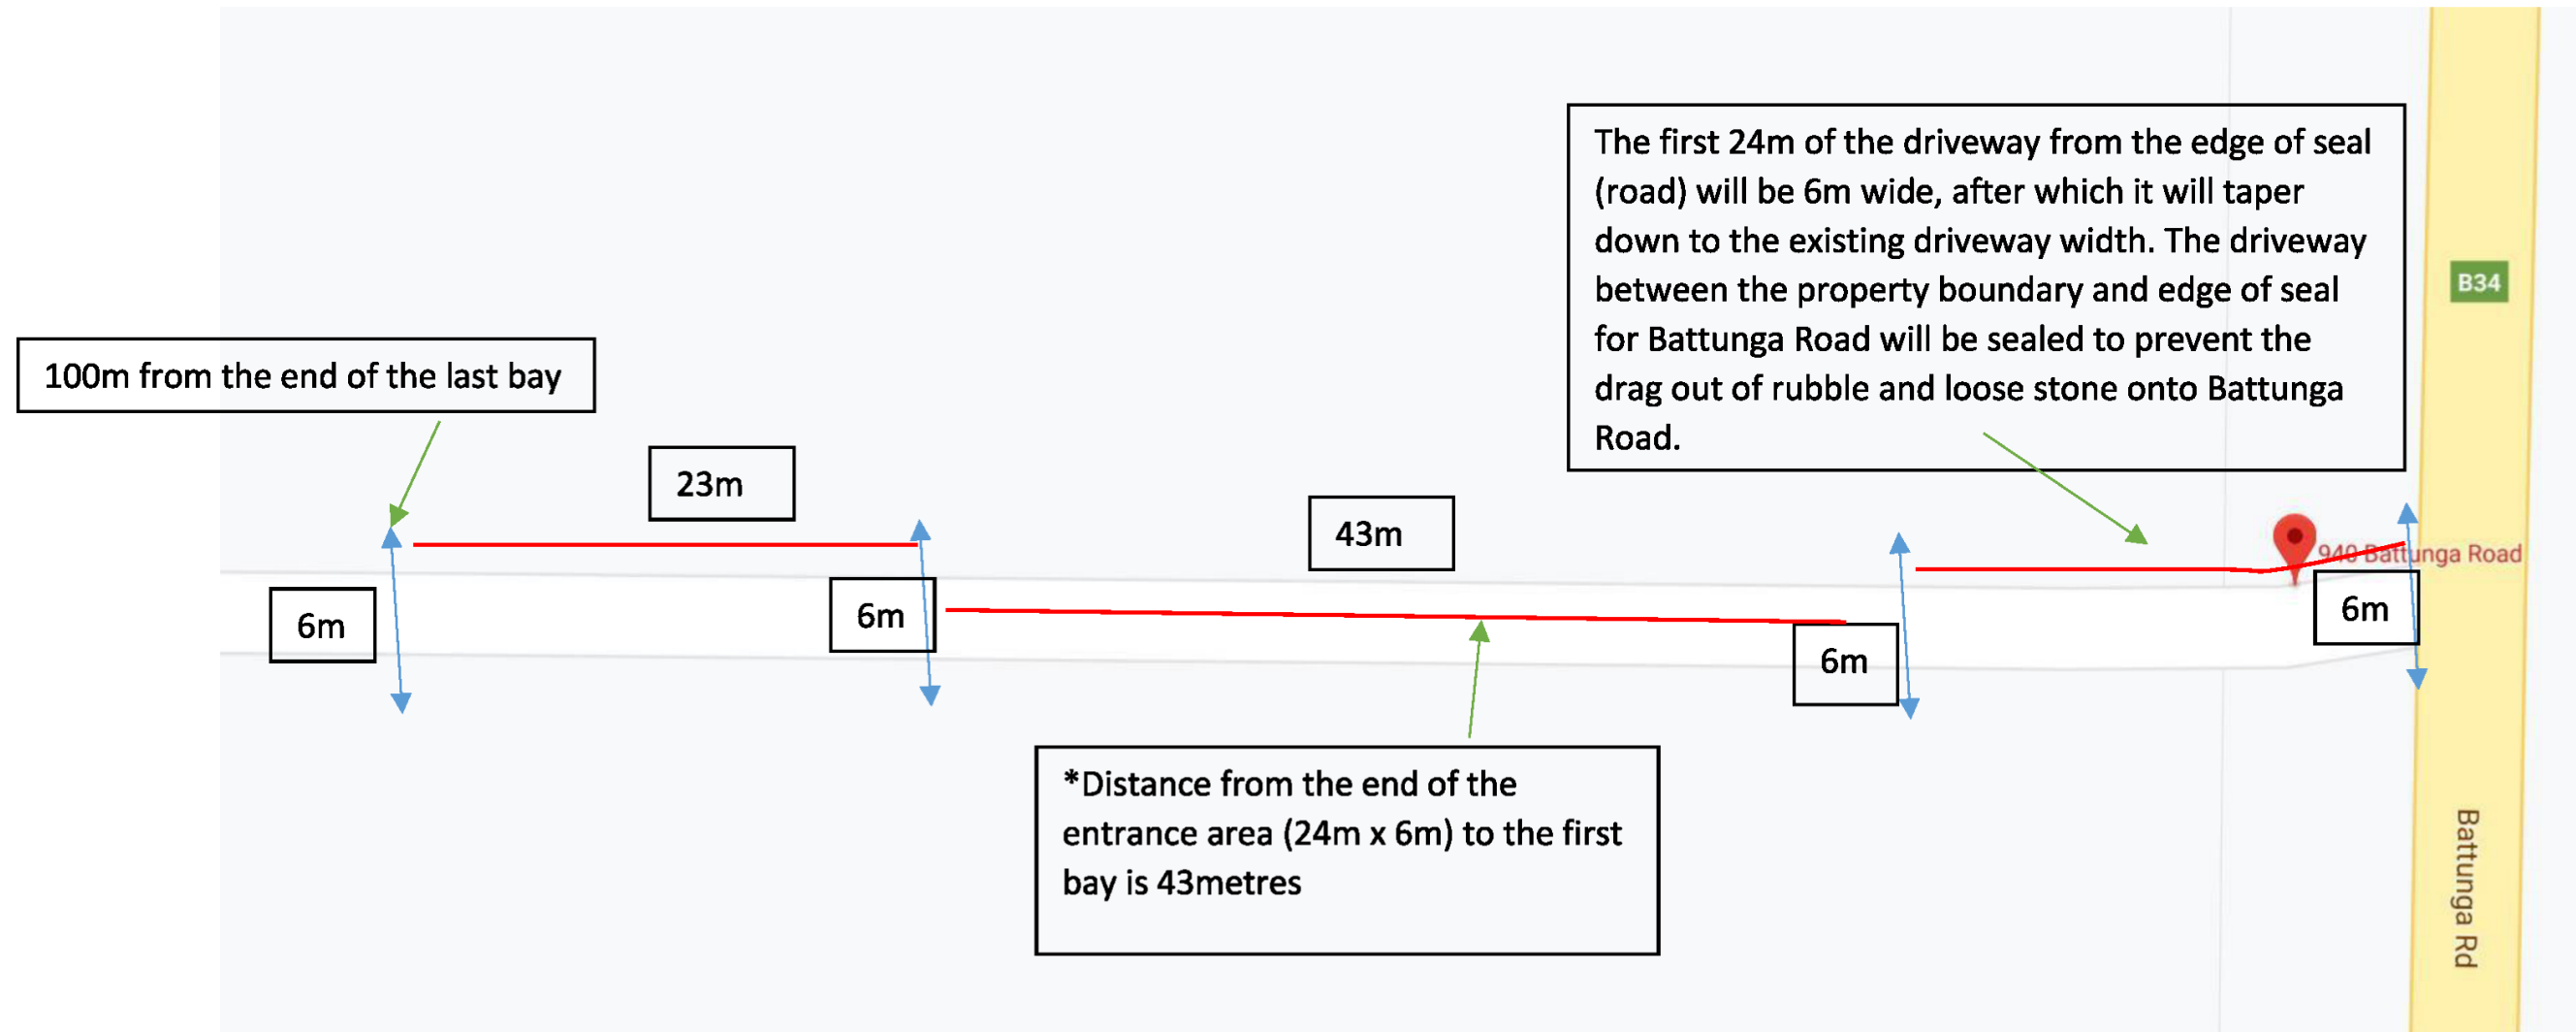 The first 24m of the driveway from the edge of seal
(road) will be 6m wide, after which it will taper
down to the existing driveway width. The driveway
between the property boundary and edge of seal
for Battunga Road will be sealed to prevent the
drag out of rubble and loose stone onto Battunga
Road.
B34
100m from the end of the last bay
23m
43m
940 Battunga Road
6m
6m
6m
6m
*Distance from the end of the
entrance area (24m x 6m) to the first
bay is 43metres
Battunga Rd